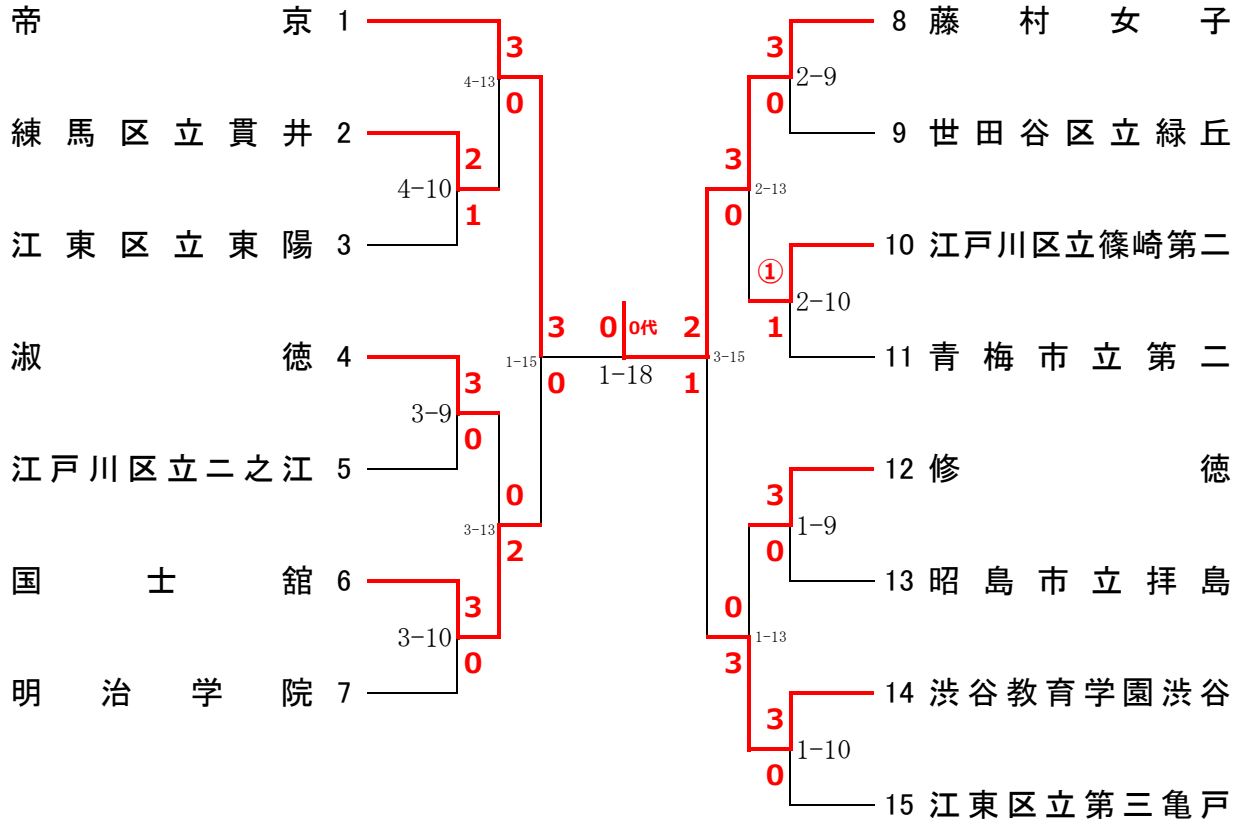 帝京 1
3
4-13
0
練馬区立貫井 2
2
4-10
1
江東区立東陽 3
3
1-15
0
淑徳 4
3
3-9
0
江戸川区立二之江 5
0
3-13
2
国士舘 6
3
3-10
0
明治学院 7
0 0代
1-18
8 藤村女子
3
2-9
0
9 世田谷区立緑丘
3
2-13
0
10 江戸川区立篠崎第二
①
2-10
1
11 青梅市立第二
2
3-15
1
12 修徳
3
1-9
0
13 昭島市立拝島
0
1-13
3
14 渋谷教育学園渋谷
3
1-10
0
15 江東区立第三亀戸